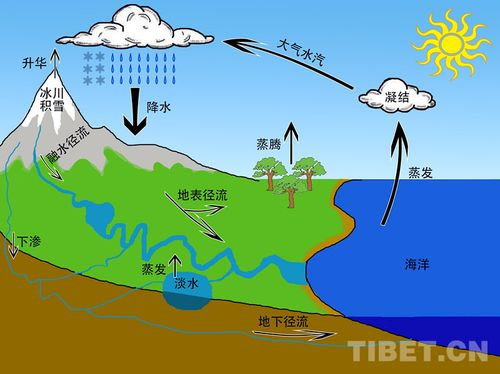 大气水汽
升华
冰川
积雪
降水
凝结
融水径流
蒸腾
蒸发
地表径流
下渗
蒸发
淡水
海洋
地下径流
TIBET.CN